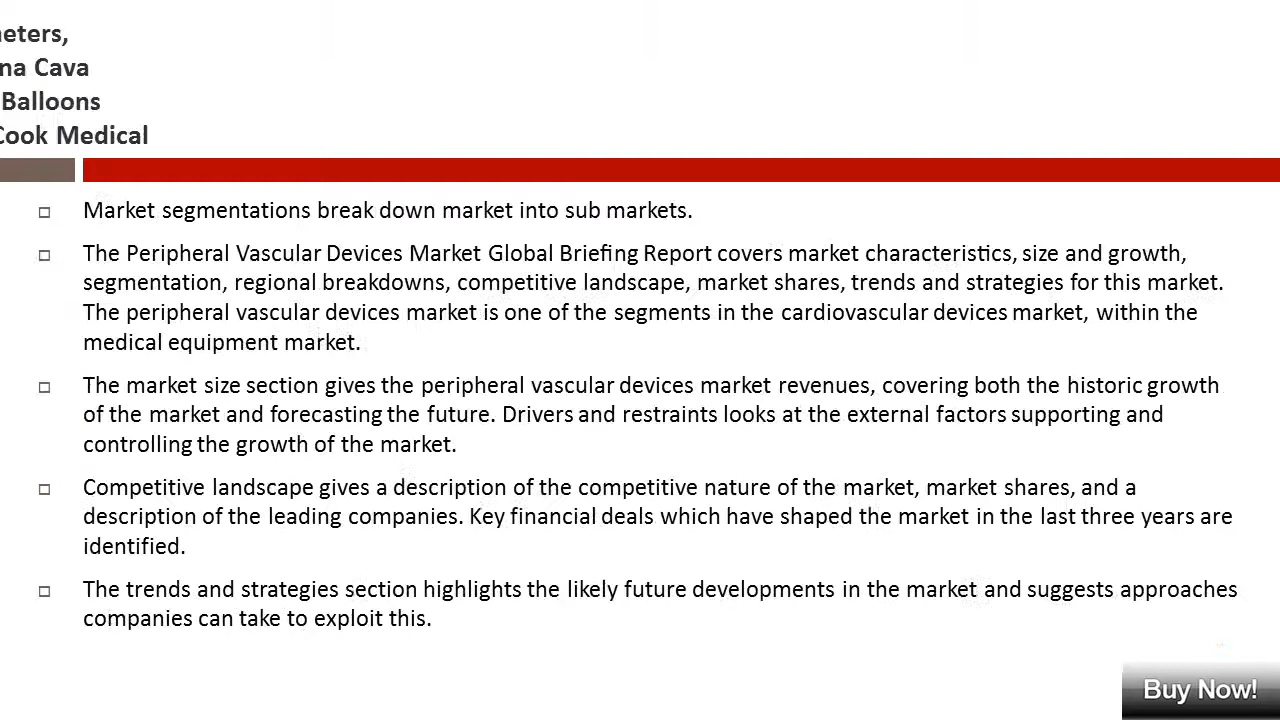 na Cava
Balloons
Cook Medical
Market segmentations break down market into sub markets.
The Peripheral Vascular Devices Market Global Briefing Report covers market characteristics, size and growth,
segmentation, regional breakdowns, competitive landscape, market shares, trends and strategies for this market.
The peripheral vascular devices market is one of the segments in the cardiovascular devices market, within the
medical equipment market.
The market size section gives the peripheral vascular devices market revenues, covering both the historic growth
of the market and forecasting the future. Drivers and restraints looks at the external factors supporting and
controlling the growth of the market.
Competitive landscape gives a description of the competitive nature of the market, market shares, and a
description of the leading companies. Key financial deals which have shaped the market in the last three years are
identified.
The trends and strategies section highlights the likely future developments in the market and suggests approaches
companies can take to exploit this.
Buy Now!